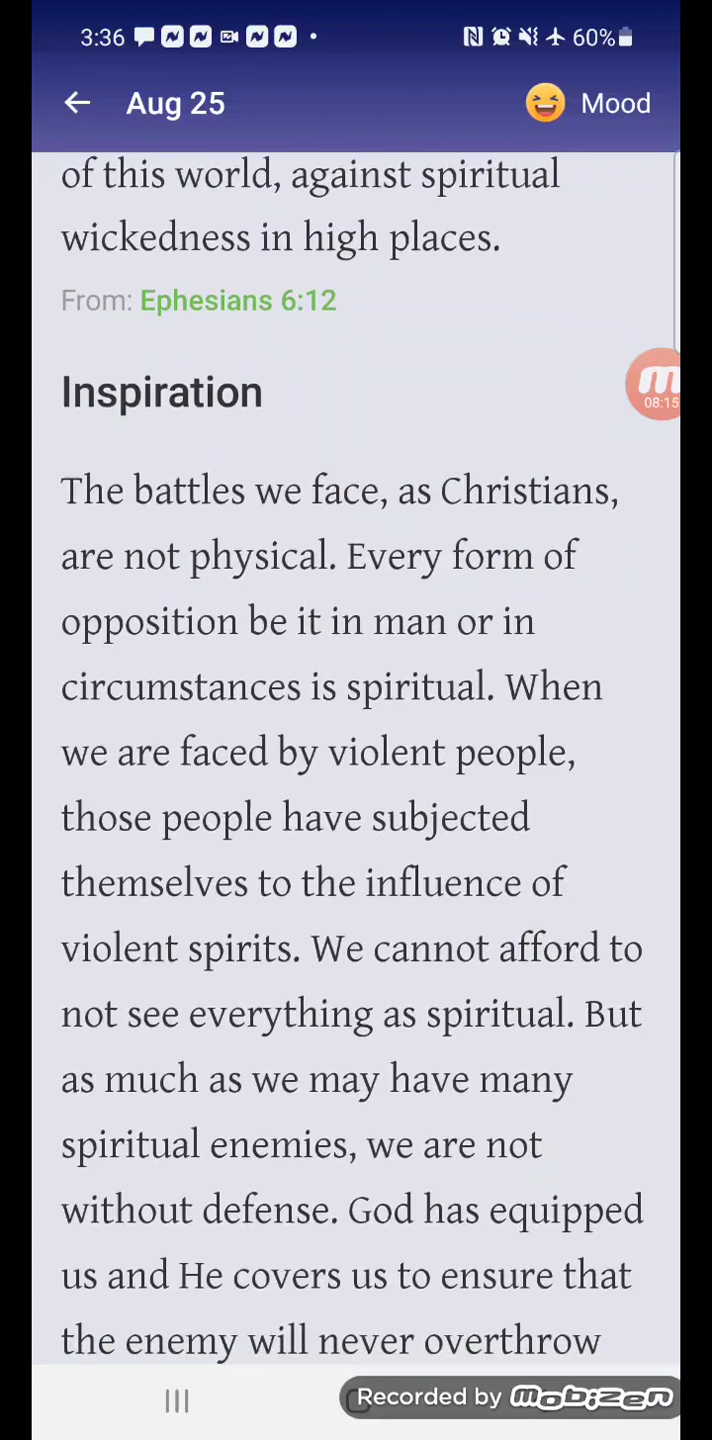 3:36
60%
Aug 25
Mood
of this world, against spiritual
wickedness in high places.
From: Ephesians 6:12
08:15
Inspiration
The battles we face, as Christians,
are not physical. Every form of
opposition be it in man or in
circumstances is spiritual. When
we are faced by violent people,
those people have subjected
themselves to the influence of
violent spirits. We cannot afford to
not see everything as spiritual. But
as much as we may have many
spiritual enemies, we are not
without defense. God has equipped
us and He covers us to ensure that
the enemy will never overthrow
Recorded by mobizen